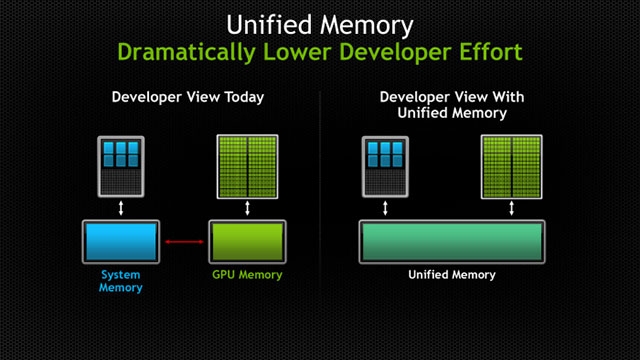 Unified Memory
Dramatically Lower Developer Effort
Developer View Today
Developer View With
Unified Memory
System
Memory
GPU Memory
Unified Memory